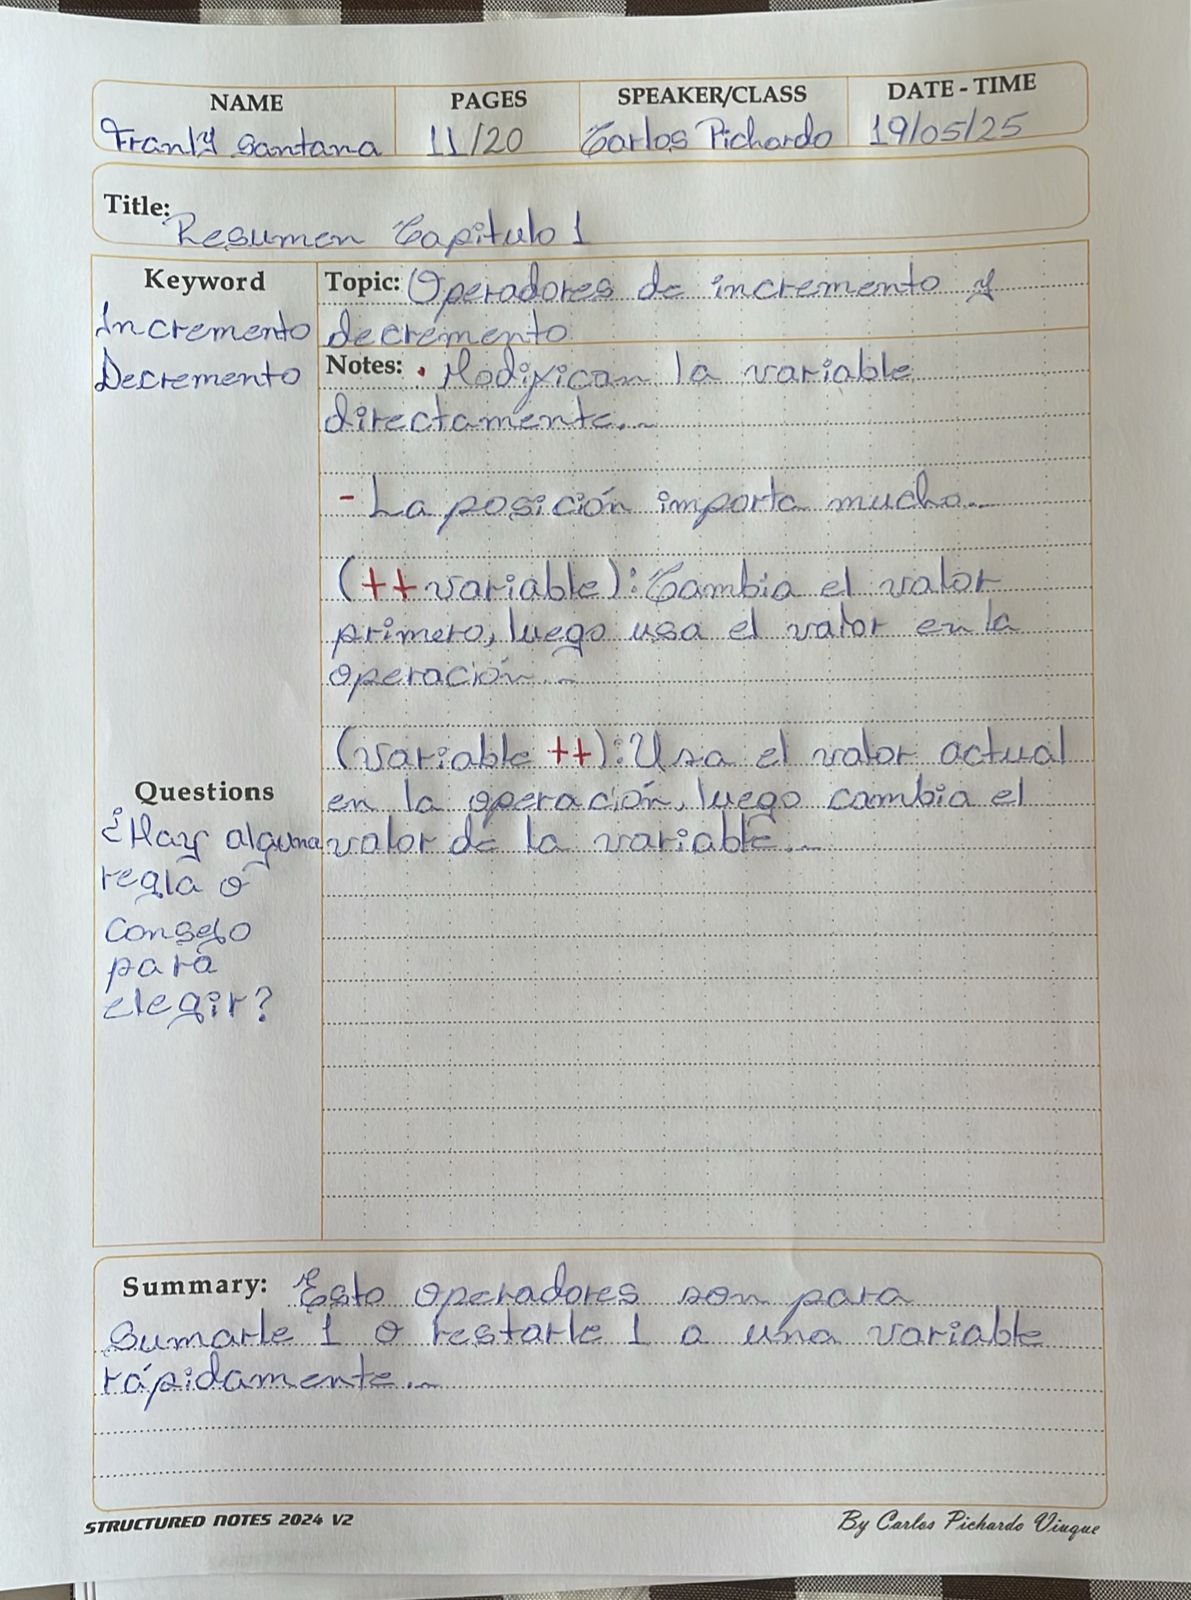 NAME PAGES SPEAKER/CLASS DATE - TIME
Franly Santana 11/20 Carlos Pichardo 19/05/25
Title: Resumen Capitulo 1
Keyword
Incremento
Decremento
Topic: Operadores de incremento y
decremento
Notes: • Modifican la variable
directamente...
- La posición importa mucho...
(++ variable): Cambia el valor
primero, luego usa el valor en la
operación...
(variable ++): Usa el valor actual
en la operación, luego cambia el
valor de la variable...
Questions
¿Hay alguna
regla o
consejo
para
elegir?
Summary: Esto operadores son para
sumarle 1 o restarle 1 a una variable
rápidamente...
STRUCTURED NOTES 2024 V2
By Carlos Pichardo Viuque